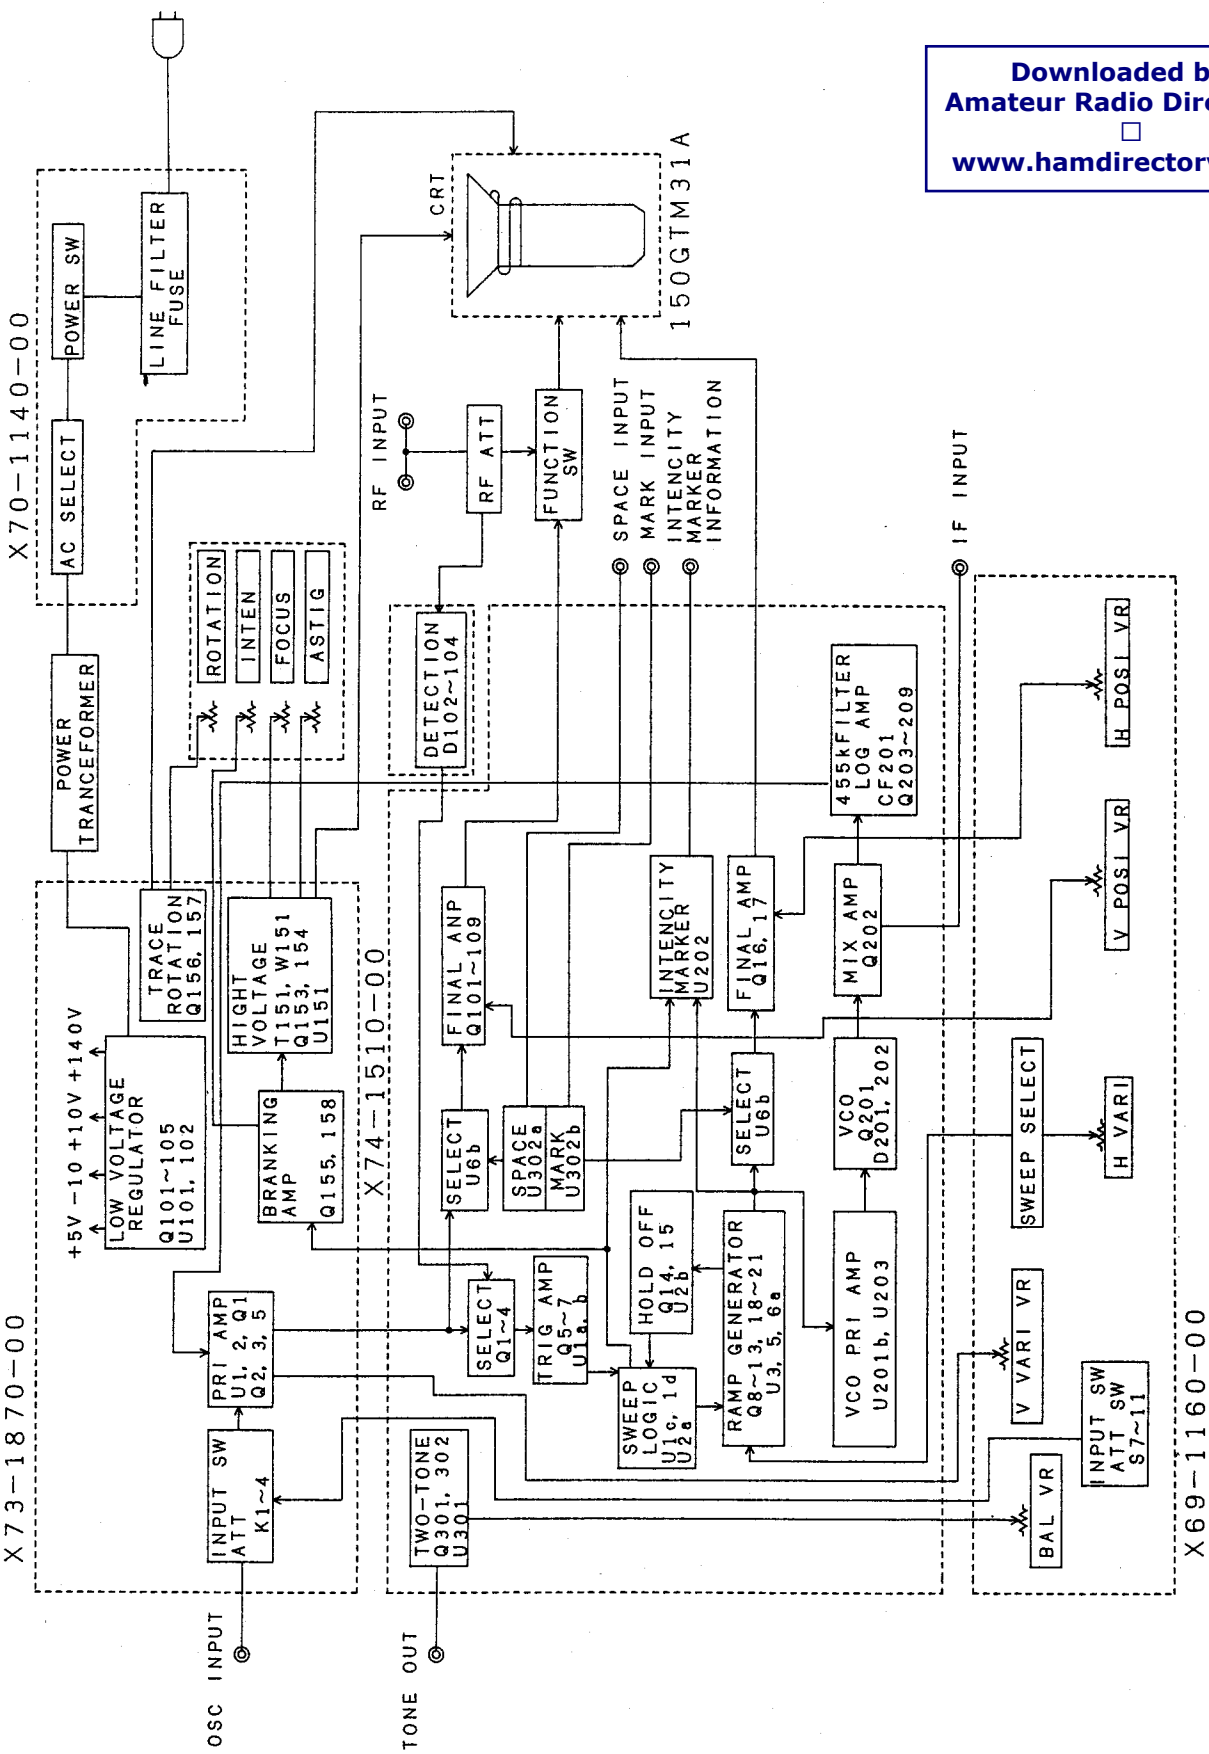 Downloaded b
Amateur Radio Dire
□
www.hamdirectory
X73-1870-00
OSC INPUT
INPUT SW
ATT
K1~4
PRI AMP
U1, 2, Q1
Q2, 3, 5
+5V -10 +10V +140V
LOW VOLTAGE
REGULATOR
Q101~105
U101, 102
TRACE
ROTATION
Q156, 157
BRANKING
AMP
Q155, 158
HIGHT
VOLTAGE
T151, W151
Q153, 154
U151
POWER
TRANCEFORMER
X70-1140-00
AC SELECT
POWER SW
LINE FILTER
FUSE
ROTATION
INTEN
FOCUS
ASTIG
CRT
150GTM31A
X74-1510-00
TONE OUT
TWO-TONE
Q301, 302
U301
SELECT
Q1~4
TRIG AMP
Q5~7
U1a, b
SELECT
U6b
FINAL ANP
Q101~109
DETECTION
D102~104
RF INPUT
RF ATT
FUNCTION
SW
SPACE
U302a
MARK
U302b
SPACE INPUT
MARK INPUT
INTENCITY
MARKER
INFORMATION
SWEEP
LOGIC
U1c, 1d
U2a
HOLD OFF
Q14, 15
U2b
RAMP GENERATOR
Q8~13, 18~21
U3, 5, 6a
INTENCITY
MARKER
U202
SELECT
U6b
FINAL AMP
Q16, 17
VCO PRI AMP
U201b, U203
VCO
Q201
D201, 202
MIX AMP
Q202
455kFILTER
LOG AMP
CF201
Q203~209
IF INPUT
BAL VR
INPUT SW
ATT SW
S7~11
V VARI VR
SWEEP SELECT
H VARI
V POSI VR
H POSI VR
X69-1160-00